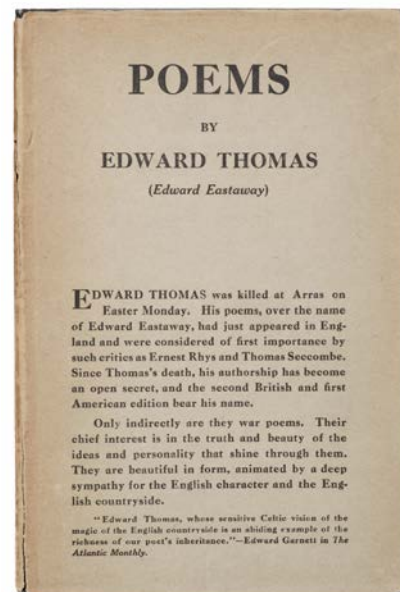 POEMS
BY
EDWARD THOMAS
(Edward Eastaway)
EDWARD THOMAS was killed at Arras on
Easter Monday. His poems, over the name
of Edward Eastaway, had just appeared in Eng-
land and were considered of first importance by
such critics as Ernest Rhys and Thomas Seccombe.
Since Thomas's death, his authorship has become
an open secret, and the second British and first
American edition bear his name.
Only indirectly are they war poems. Their
chief interest is in the truth and beauty of the
ideas and personality that shine through them.
They are beautiful in form, animated by a deep
sympathy for the English character and the Eng-
lish countryside.
"Edward Thomas, whose sensitive Celtic vision of the
magic of the English countryside is an abiding example of the
richness of our poet's inheritance."—Edward Garnett in The
Atlantic Monthly.